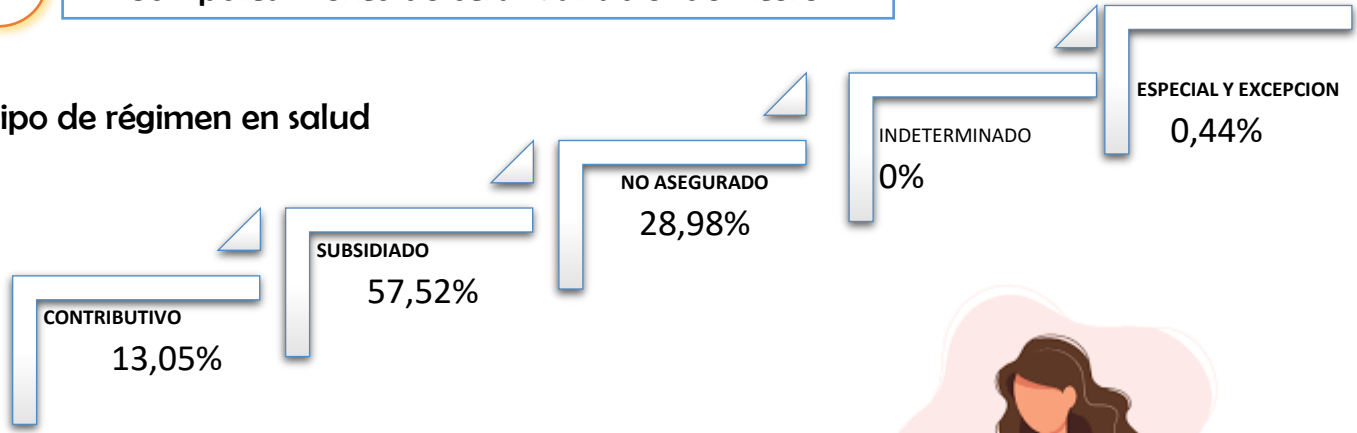 ipo de régimen en salud
CONTRIBUTIVO
13,05%
SUBSIDIADO
57,52%
NO ASEGURADO
28,98%
INDETERMINADO
0%
ESPECIAL Y EXCEPCION
0,44%